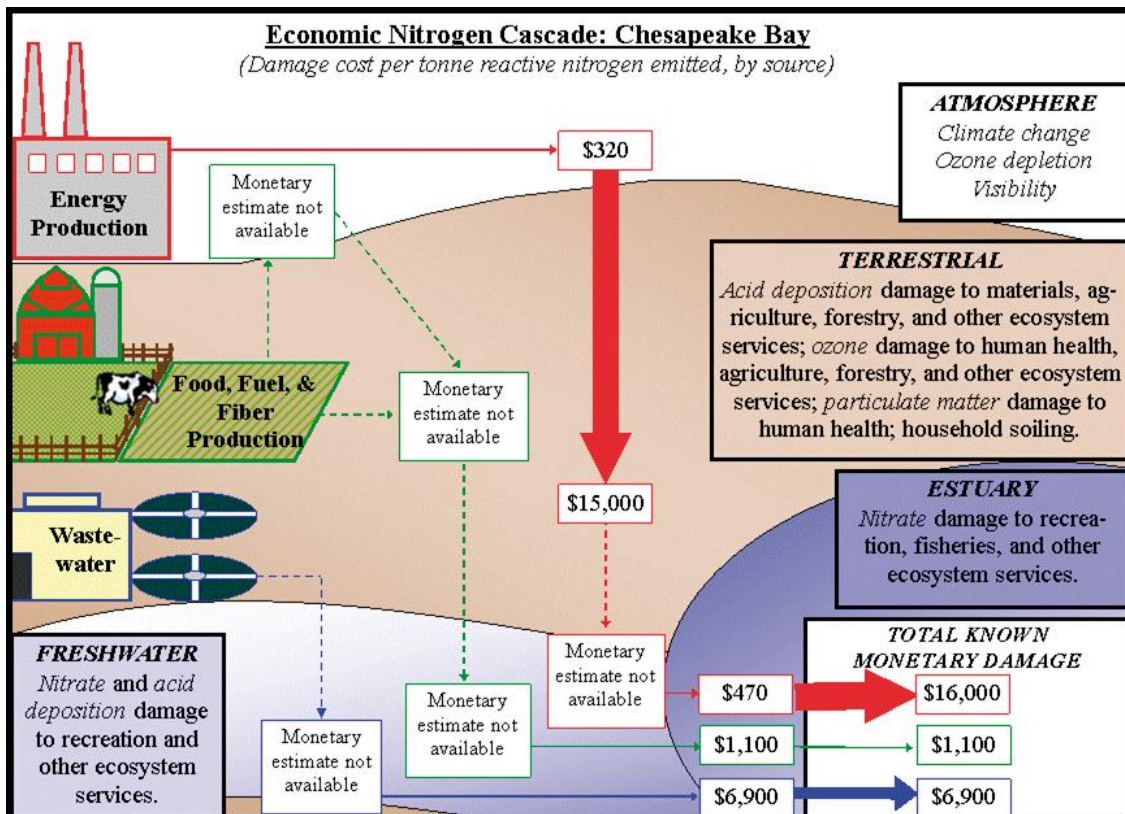 Economic Nitrogen Cascade: Chesapeake Bay
(Damage cost per tonne reactive nitrogen emitted, by source)
ATMOSPHERE
Climate change
Ozone depletion
Visibility
$320
Energy
Production
Monetary
estimate not
available
TERRESTRIAL
Acid deposition damage to materials, ag-
riculture, forestry, and other ecosystem
services; ozone damage to human health,
agriculture, forestry, and other ecosystem
services; particulate matter damage to
human health; household soiling.
Food, Fuel, &
Fiber
Production
Monetary
estimate not
available
$15,000
ESTUARY
Nitrate damage to recrea-
tion, fisheries, and other
ecosystem services.
Waste-
water
FRESHWATER
Nitrate and acid
deposition damage
to recreation and
other ecosystem
services.
Monetary
estimate not
available
Monetary
estimate not
available
Monetary
estimate not
available
TOTAL KNOWN
MONETARY DAMAGE
$470
$16,000
$1,100
$1,100
$6,900
$6,900